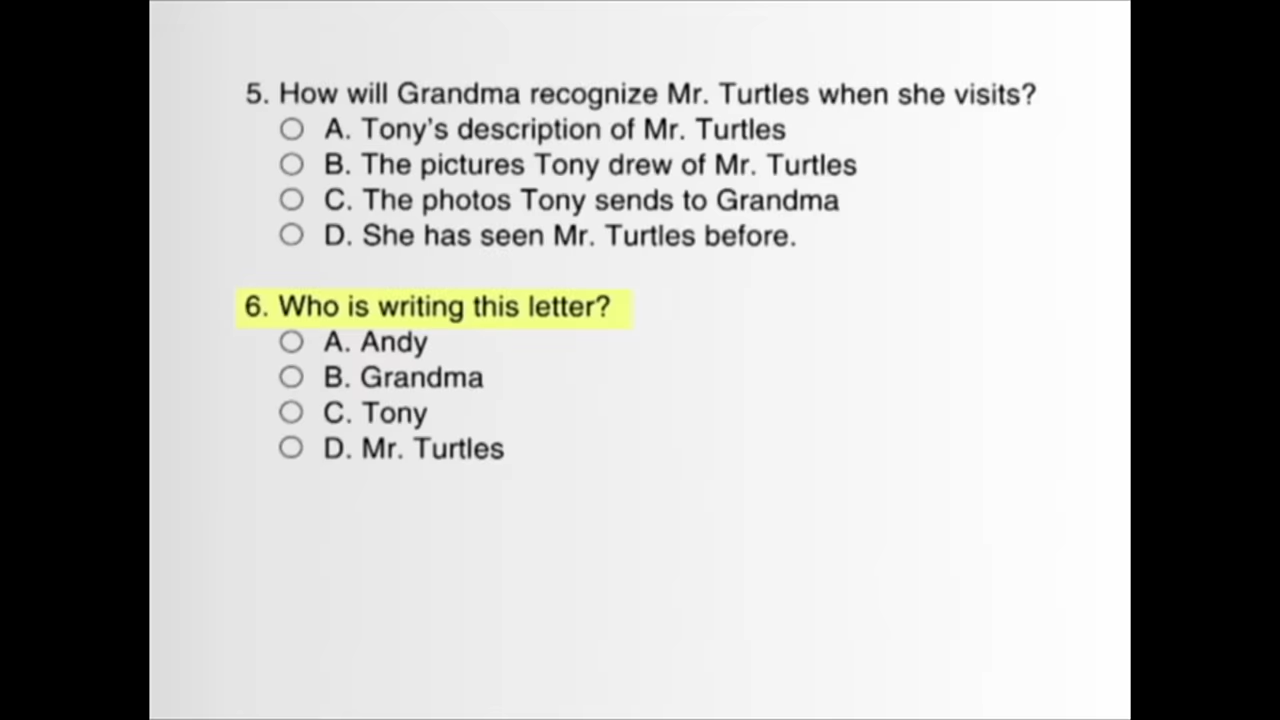 5. How will Grandma recognize Mr. Turtles when she visits?
A. Tony's description of Mr. Turtles
B. The pictures Tony drew of Mr. Turtles
C. The photos Tony sends to Grandma
D. She has seen Mr. Turtles before.
6. Who is writing this letter?
A. Andy
B. Grandma
C. Tony
D. Mr. Turtles